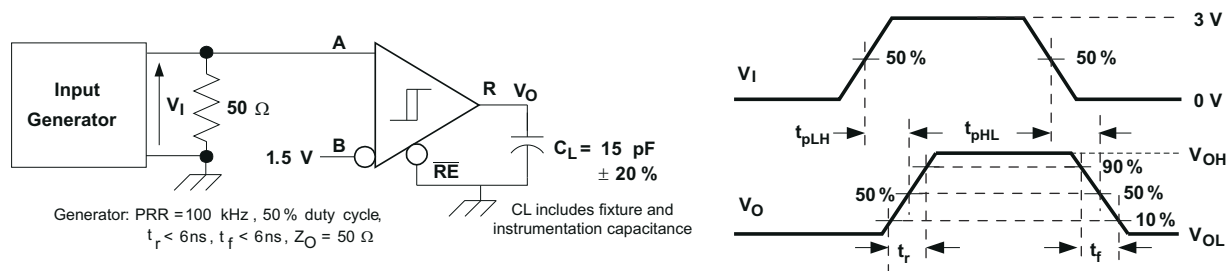 Input
Generator
V_I
50 Ω
A
B
1.5 V
R
V_O
RE
C_L = 15 pF
± 20 %
Generator: PRR = 100 kHz , 50 % duty cycle,
t_r < 6ns, t_f < 6ns, Z_O = 50 Ω
CL includes fixture and
instrumentation capacitance
V_I
50 %
50 %
3 V
0 V
t_pLH
t_pHL
V_O
50 %
90 %
50 %
10 %
V_OH
V_OL
t_r
t_f